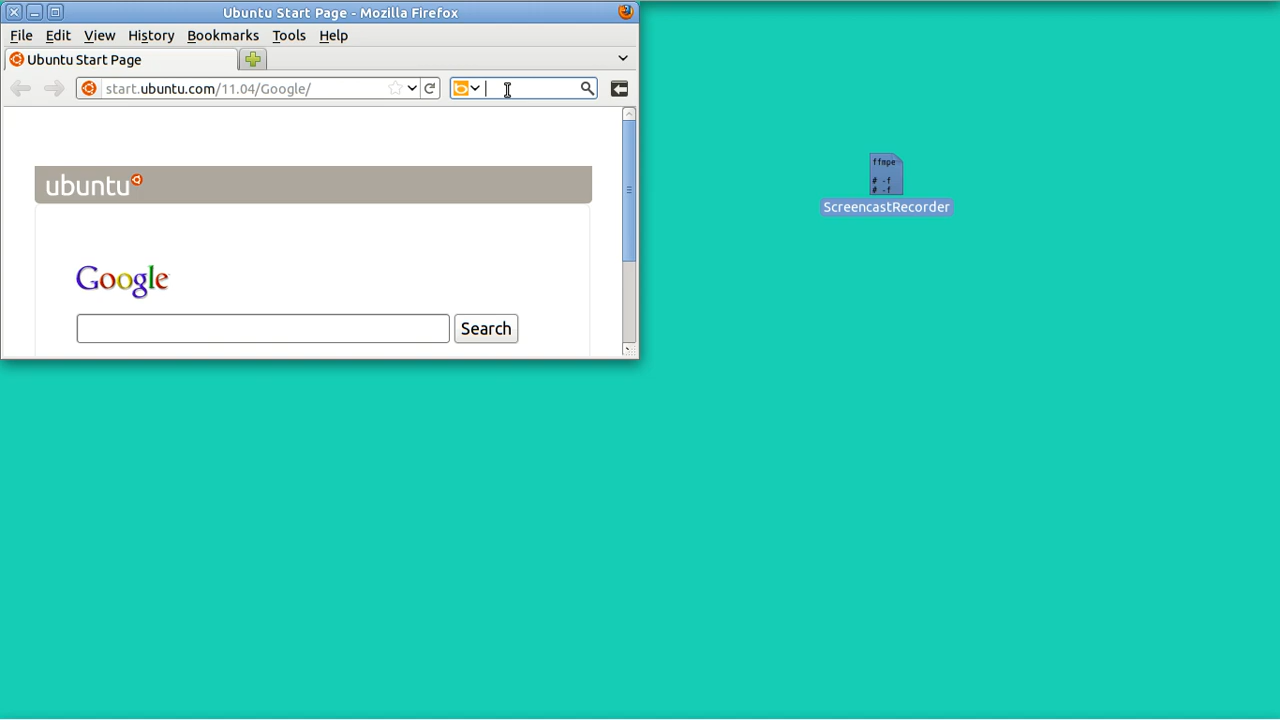 Ubuntu Start Page - Mozilla Firefox
File Edit View History Bookmarks Tools Help
Ubuntu Start Page
start.ubuntu.com/11.04/Google/
ubuntu
Google
Search
ffmpe
# -f
# -f
ScreencastRecorder